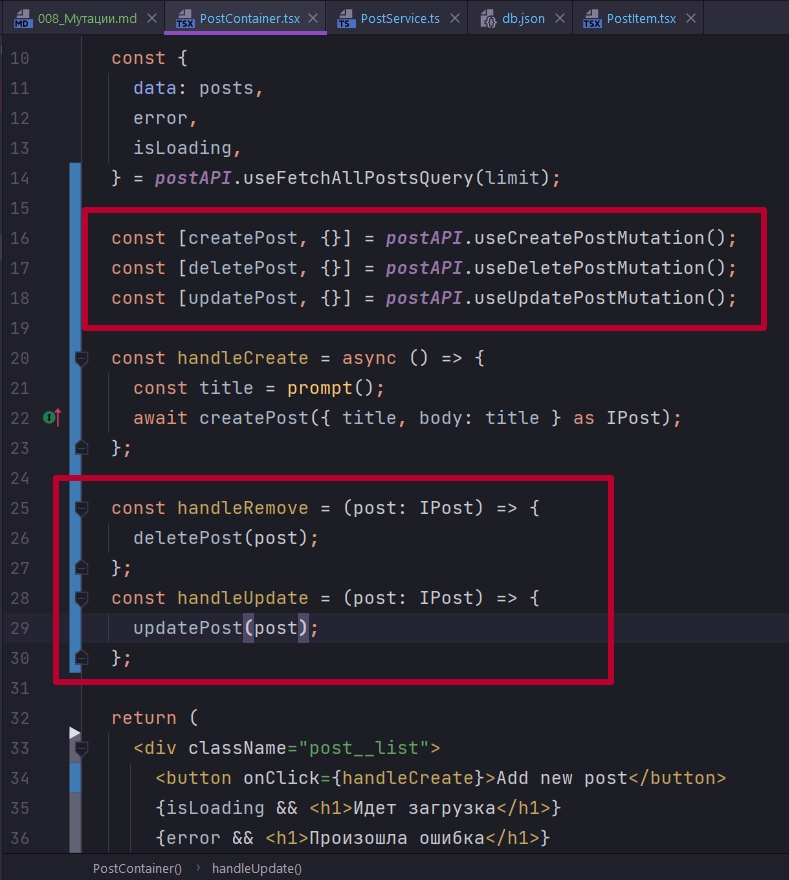 008_Мутации.md PostContainer.tsx PostService.ts db.json PostItem.tsx
10 const {
11 data: posts,
12 error,
13 isLoading,
14 } = postAPI.useFetchAllPostsQuery(limit);
15
16 const [createPost, {}] = postAPI.useCreatePostMutation();
17 const [deletePost, {}] = postAPI.useDeletePostMutation();
18 const [updatePost, {}] = postAPI.useUpdatePostMutation();
19
20 const handleCreate = async () => {
21 const title = prompt();
22 await createPost({ title, body: title } as IPost);
23 };
24
25 const handleRemove = (post: IPost) => {
26 deletePost(post);
27 };
28 const handleUpdate = (post: IPost) => {
29 updatePost(post);
30 };
31
32 return (
33 <div className="post__list">
34 <button onClick={handleCreate}>Add new post</button>
35 {isLoading && <h1>Идет загрузка</h1>}
36 {error && <h1>Произошла ошибка</h1>}
PostContainer() › handleUpdate()